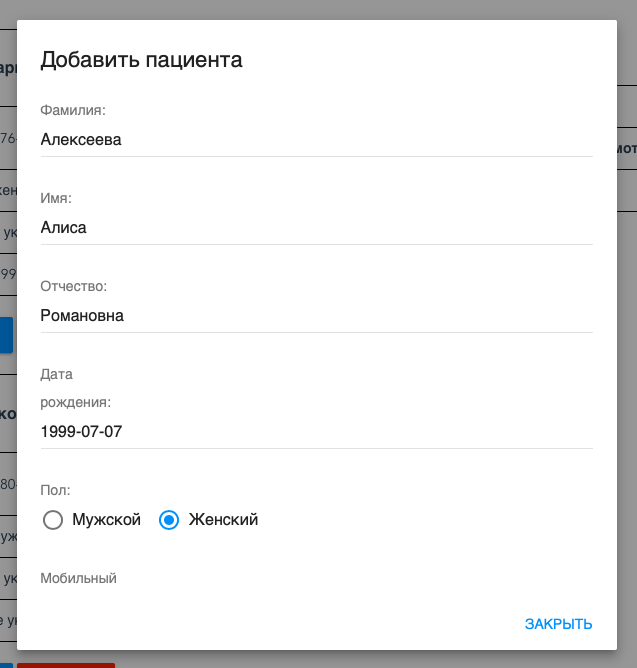 Добавить пациента
Фамилия:
Алексеева
Имя:
Алиса
Отчество:
Романовна
Дата
рождения:
1999-07-07
Пол:
Мужской Женский
Мобильный
ЗАКРЫТЬ